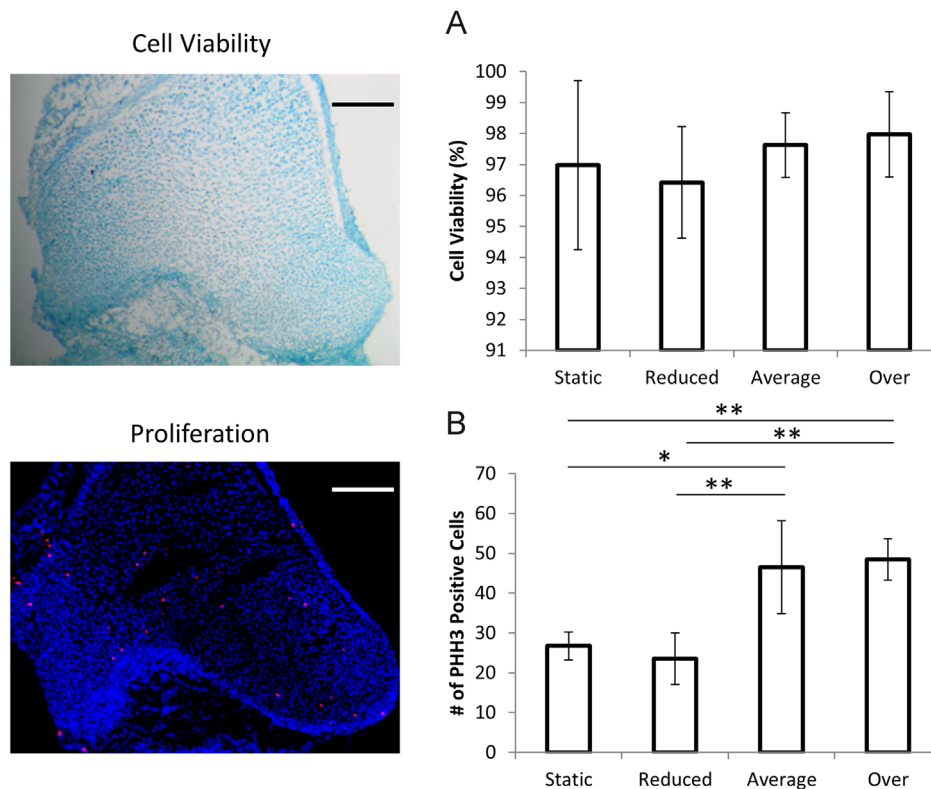 Cell Viability
A
100
99
98
97
96
95
94
93
92
91
Cell Viability (%)
Static Reduced Average Over
Proliferation
B
**
**
*
**
70
60
50
40
30
20
10
0
# of PHH3 Positive Cells
Static Reduced Average Over